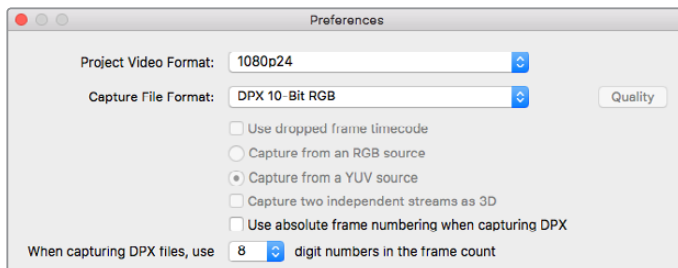 Preferences
Project Video Format: 1080p24
Capture File Format: DPX 10-Bit RGB Quality
Use dropped frame timecode
Capture from an RGB source
Capture from a YUV source
Capture two independent streams as 3D
Use absolute frame numbering when capturing DPX
When capturing DPX files, use 8 digit numbers in the frame count